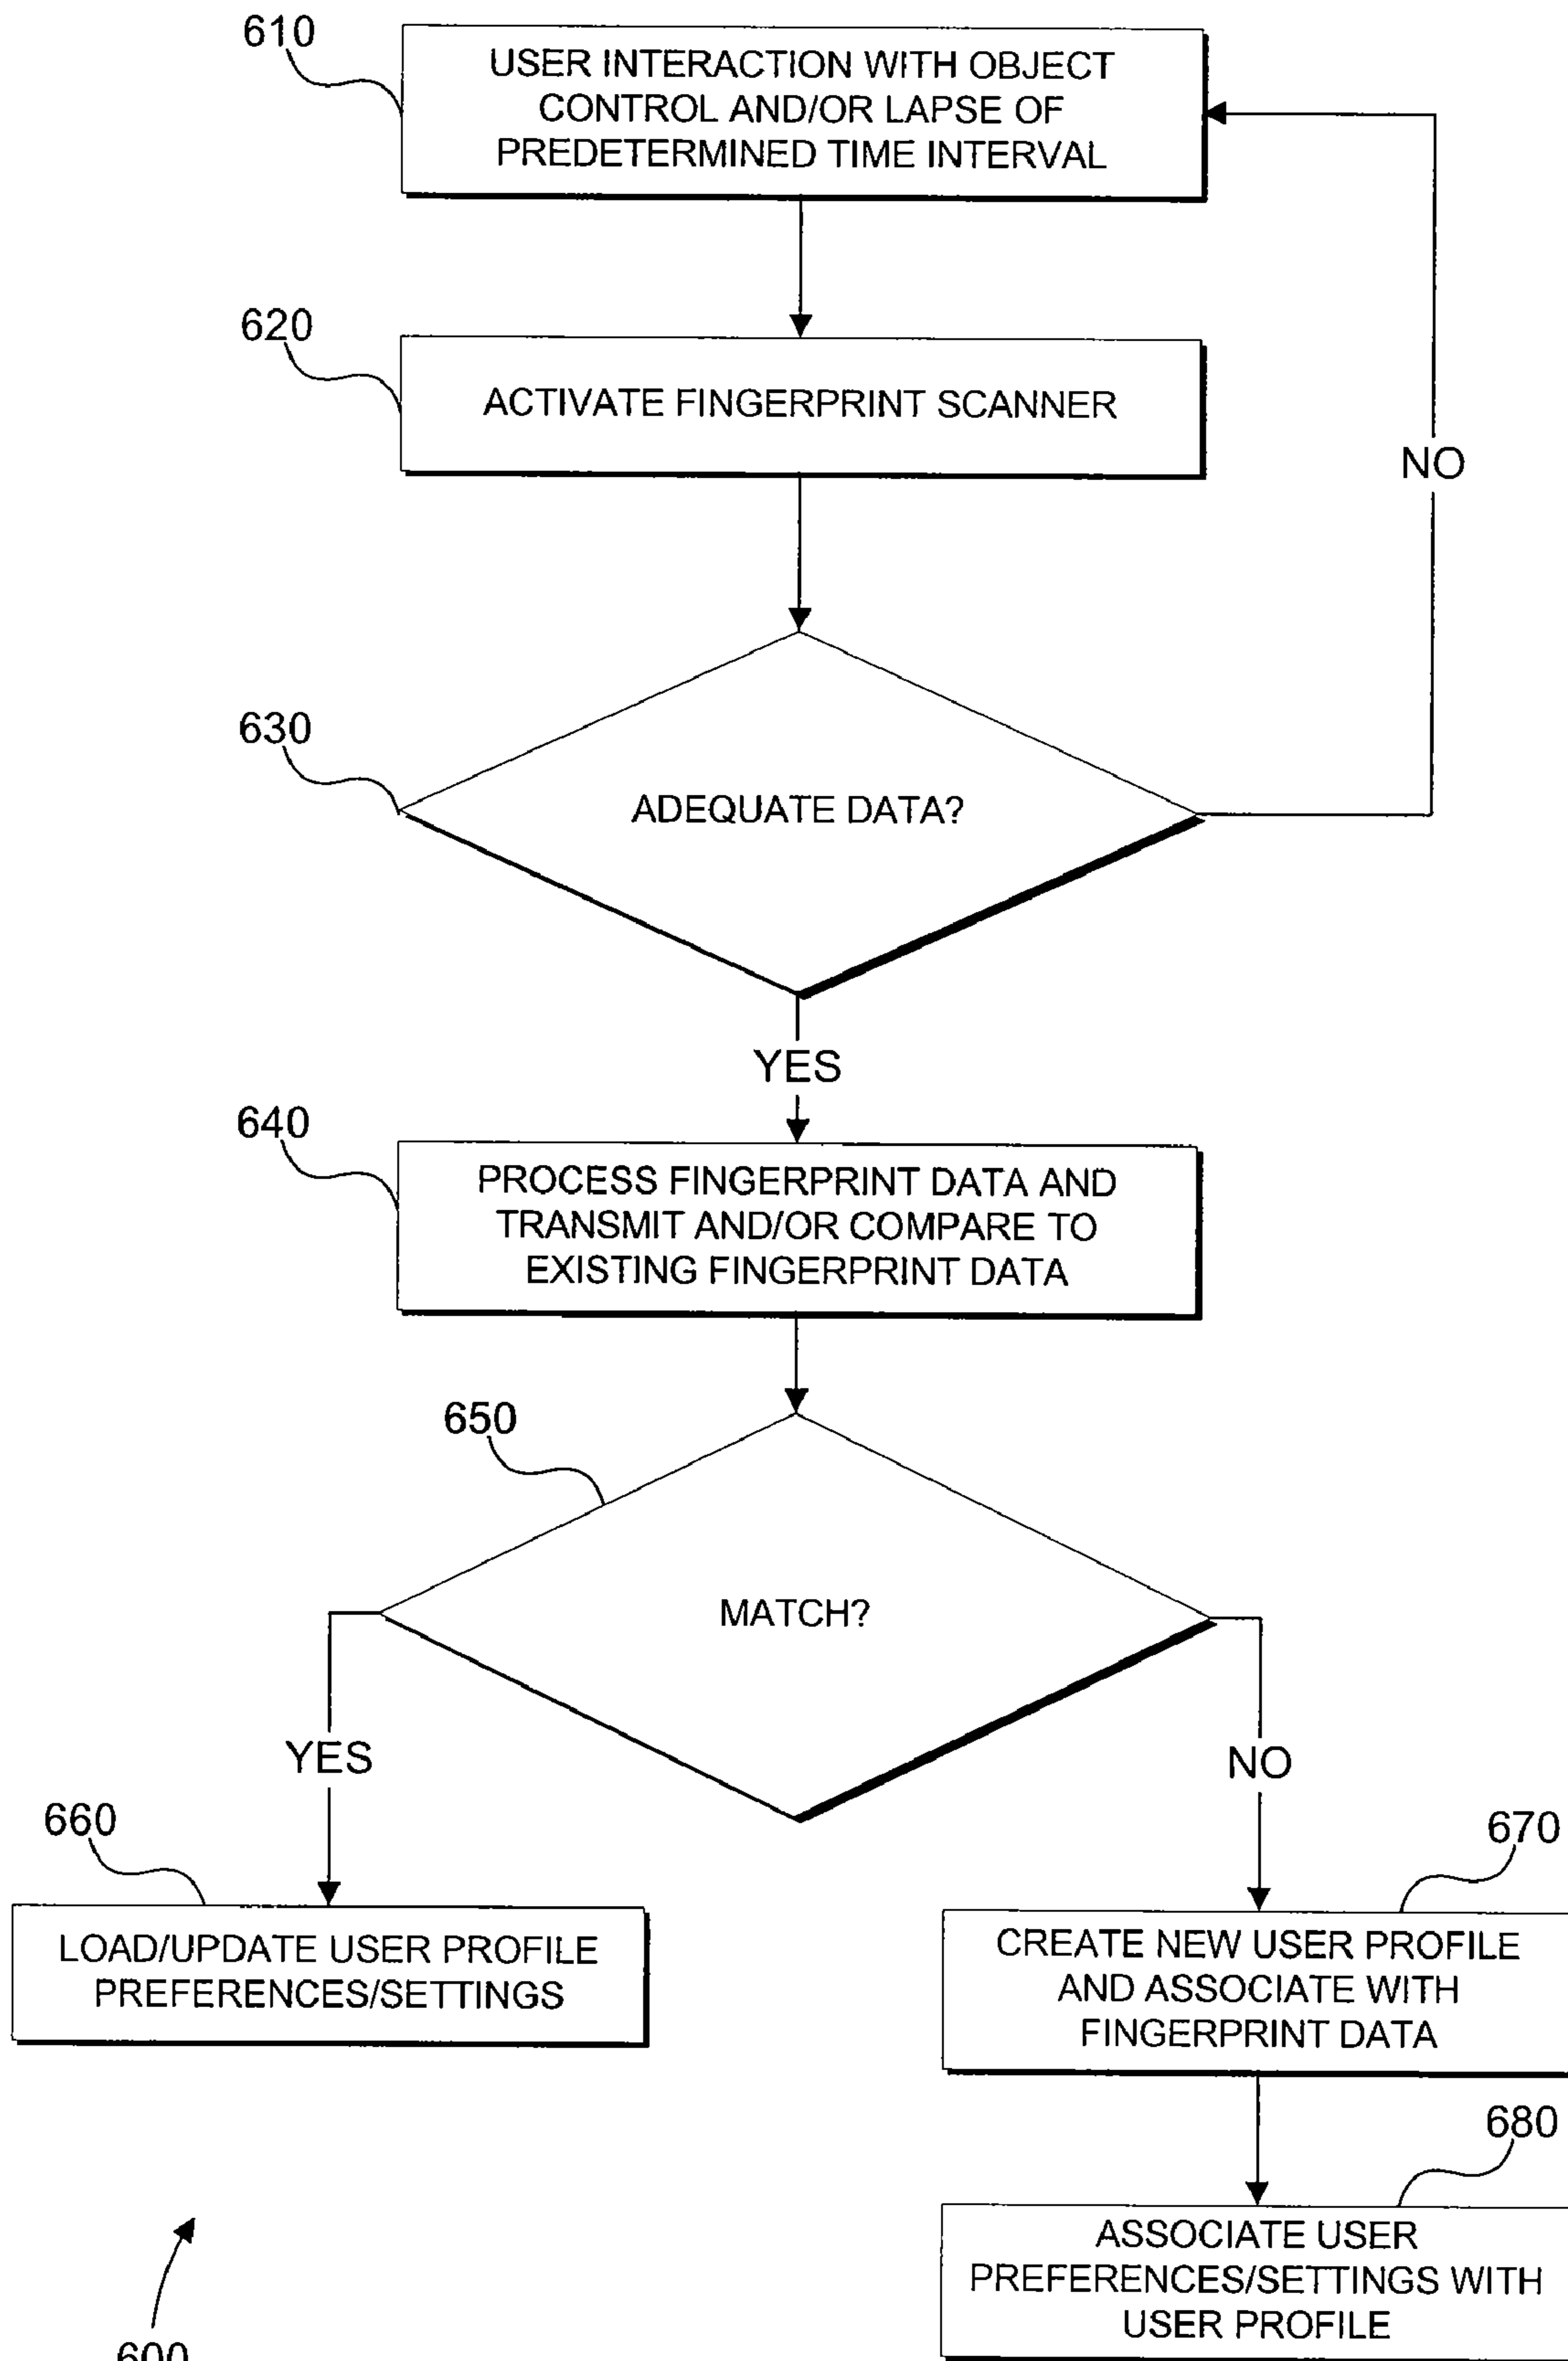 610
USER INTERACTION WITH OBJECT
CONTROL AND/OR LAPSE OF
PREDETERMINED TIME INTERVAL
620
ACTIVATE FINGERPRINT SCANNER
NO
630
ADEQUATE DATA?
YES
640
PROCESS FINGERPRINT DATA AND
TRANSMIT AND/OR COMPARE TO
EXISTING FINGERPRINT DATA
650
MATCH?
YES
NO
660
LOAD/UPDATE USER PROFILE
PREFERENCES/SETTINGS
670
CREATE NEW USER PROFILE
AND ASSOCIATE WITH
FINGERPRINT DATA
680
ASSOCIATE USER
PREFERENCES/SETTINGS WITH
USER PROFILE
600